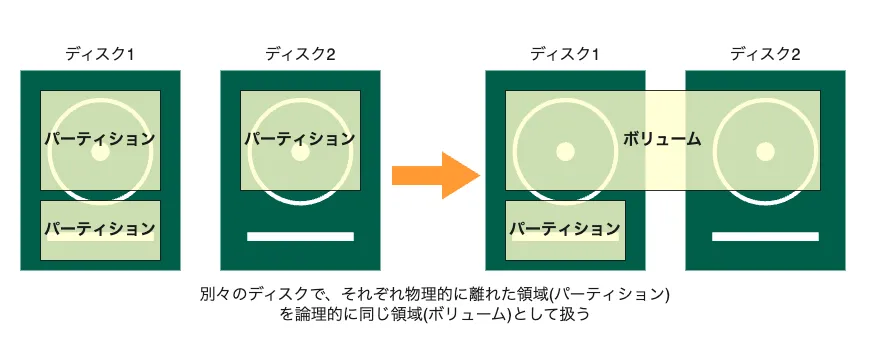 ディスク1
ディスク2
ディスク1
ディスク2
パーティション
パーティション
ボリューム
パーティション
パーティション
別々のディスクで、それぞれ物理的に離れた領域(パーティション)
を論理的に同じ領域(ボリューム)として扱う